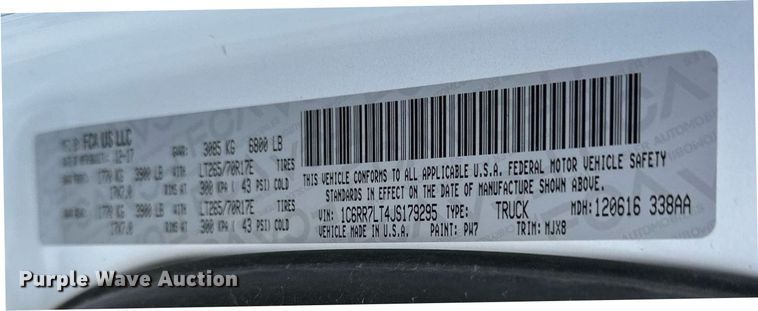 FCA US LLC
12-17
GVWR: 3085 KG 6800 LB
1770 KG 3900 LB LT265/70R17E TIRES
17X7.0 RIMS AT 300 KPA ( 43 PSI) COLD
1770 KG 3900 LB LT265/70R17E TIRES
17X7.0 RIMS AT 300 KPA ( 43 PSI) COLD
THIS VEHICLE CONFORMS TO ALL APPLICABLE U.S.A. FEDERAL MOTOR VEHICLE SAFETY
STANDARDS IN EFFECT ON THE DATE OF MANUFACTURE SHOWN ABOVE.
VIN: 1C6RR7LT4JS179295 TYPE: TRUCK MDH: 120616 338AA
VEHICLE MADE IN U.S.A. PAINT: PW7 TRIM: MJX8
Purple Wave Auction